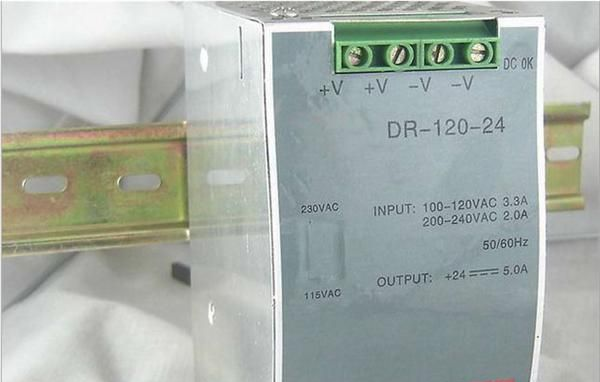 DC OK
+V +V -V -V
DR-120-24
230VAC
INPUT: 100-120VAC 3.3A
200-240VAC 2.0A
50/60Hz
OUTPUT: +24 ⎓ 5.0A
115VAC